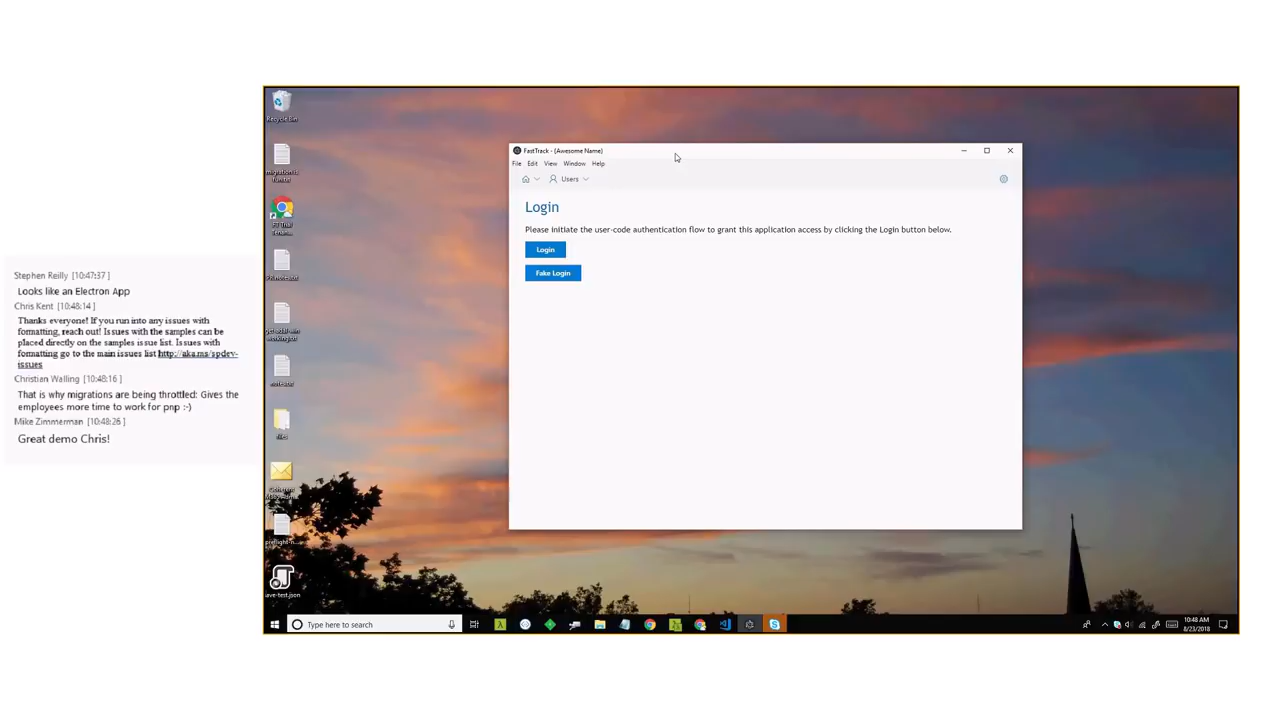 Stephen Reilly [10:47:37 ]
Looks like an Electron App
Chris Kent [10:48:14 ]
Thanks everyone! If you run into any issues with
formatting, reach out! Issues with the samples can be
placed directly on the samples issue list. Issues with
formatting go to the main issues list http://aka.ms/spdev-
issues
Christian Walling [10:48:16 ]
That is why migrations are being throttled: Gives the
employees more time to work for pnp :-)
Mike Zimmerman [10:48:26 ]
Great demo Chris!
Recycle Bin
files
FastTrack - {Awesome Name}
File Edit View Window Help
Users
Login
Please initiate the user-code authentication flow to grant this application access by clicking the Login button below.
Login
Fake Login
Type here to search
10:48 AM
8/23/2018